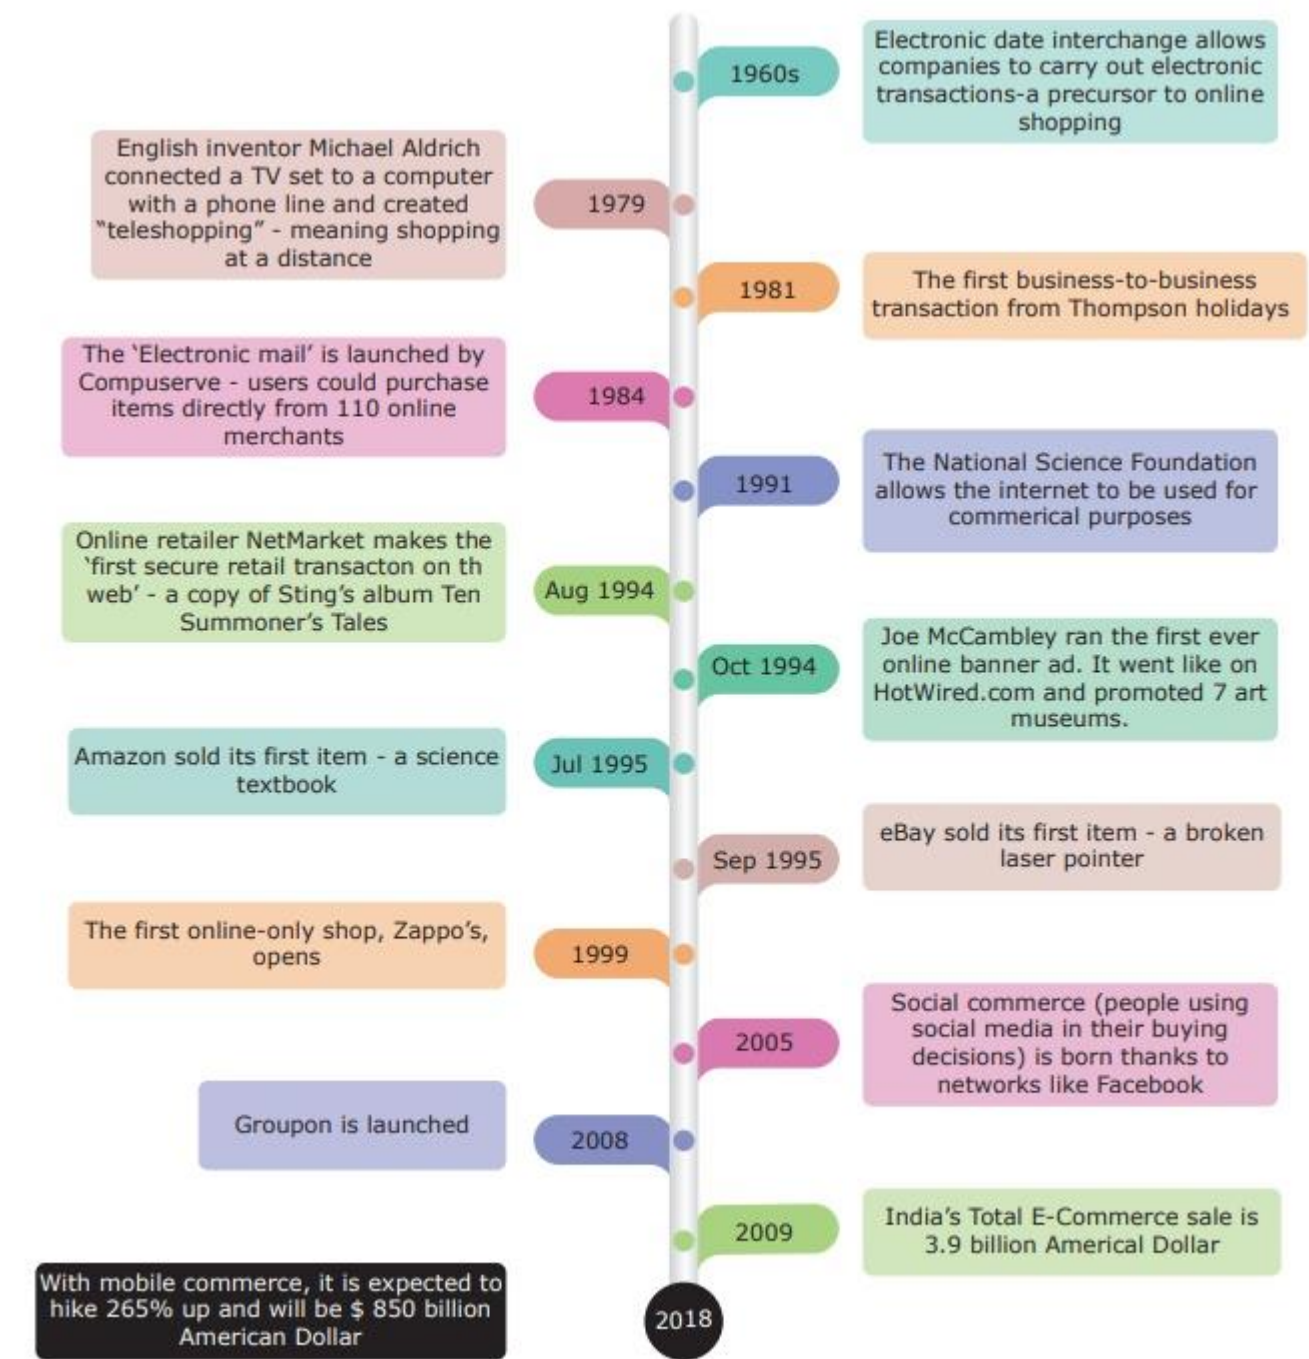 1960s
Electronic date interchange allows
companies to carry out electronic
transactions-a precursor to online
shopping
English inventor Michael Aldrich
connected a TV set to a computer
with a phone line and created
“teleshopping” - meaning shopping
at a distance
1979
1981
The first business-to-business
transaction from Thompson holidays
The ‘Electronic mail’ is launched by
Compuserve - users could purchase
items directly from 110 online
merchants
1984
1991
The National Science Foundation
allows the internet to be used for
commerical purposes
Online retailer NetMarket makes the
‘first secure retail transacton on th
web’ - a copy of Sting’s album Ten
Summoner’s Tales
Aug 1994
Oct 1994
Joe McCambley ran the first ever
online banner ad. It went like on
HotWired.com and promoted 7 art
museums.
Amazon sold its first item - a science
textbook
Jul 1995
Sep 1995
eBay sold its first item - a broken
laser pointer
The first online-only shop, Zappo’s,
opens
1999
2005
Social commerce (people using
social media in their buying
decisions) is born thanks to
networks like Facebook
Groupon is launched
2008
2009
India’s Total E-Commerce sale is
3.9 billion Americal Dollar
With mobile commerce, it is expected to
hike 265% up and will be $ 850 billion
American Dollar
2018